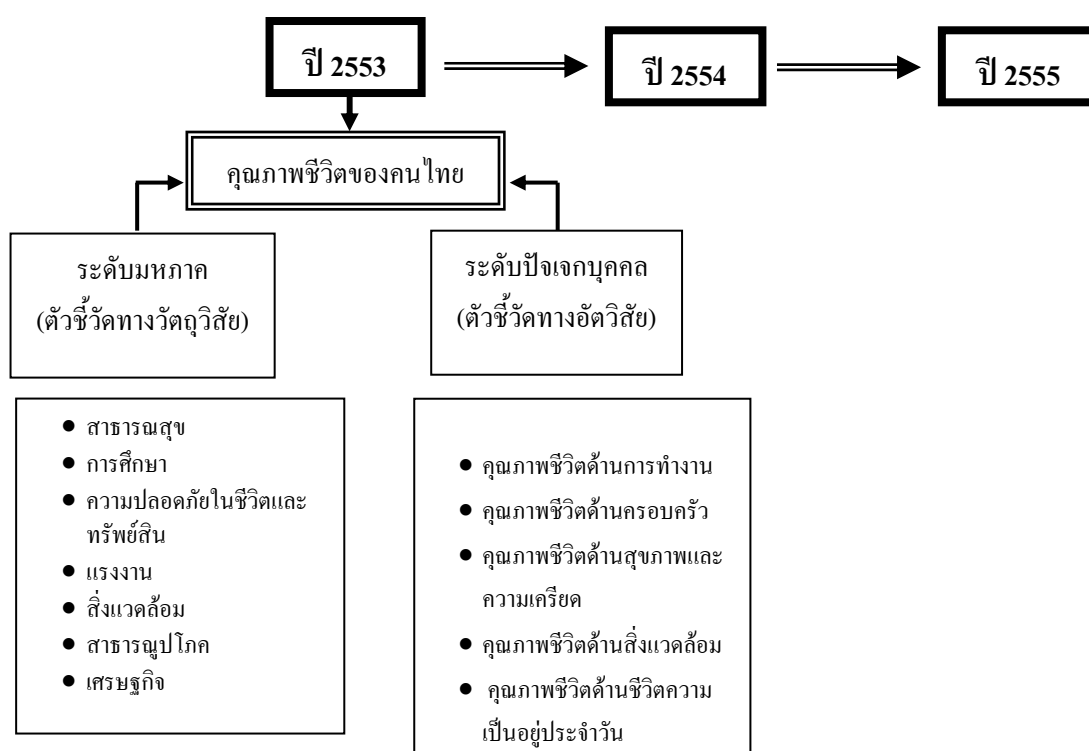 ปี 2553
ปี 2554
ปี 2555
คุณภาพชีวิตของคนไทย
ระดับมหภาค
(ตัวชี้วัดทางวัตถุวิสัย)
ระดับปัจเจกบุคคล
(ตัวชี้วัดทางอัตวิสัย)
● สาธารณสุข
● การศึกษา
● ความปลอดภัยในชีวิตและ
ทรัพย์สิน
● แรงงาน
● สิ่งแวดล้อม
● สาธารณูปโภค
● เศรษฐกิจ
● คุณภาพชีวิตด้านการทำงาน
● คุณภาพชีวิตด้านครอบครัว
● คุณภาพชีวิตด้านสุขภาพและ
ความเครียด
● คุณภาพชีวิตด้านสิ่งแวดล้อม
● คุณภาพชีวิตด้านชีวิตความ
เป็นอยู่ประจำวัน